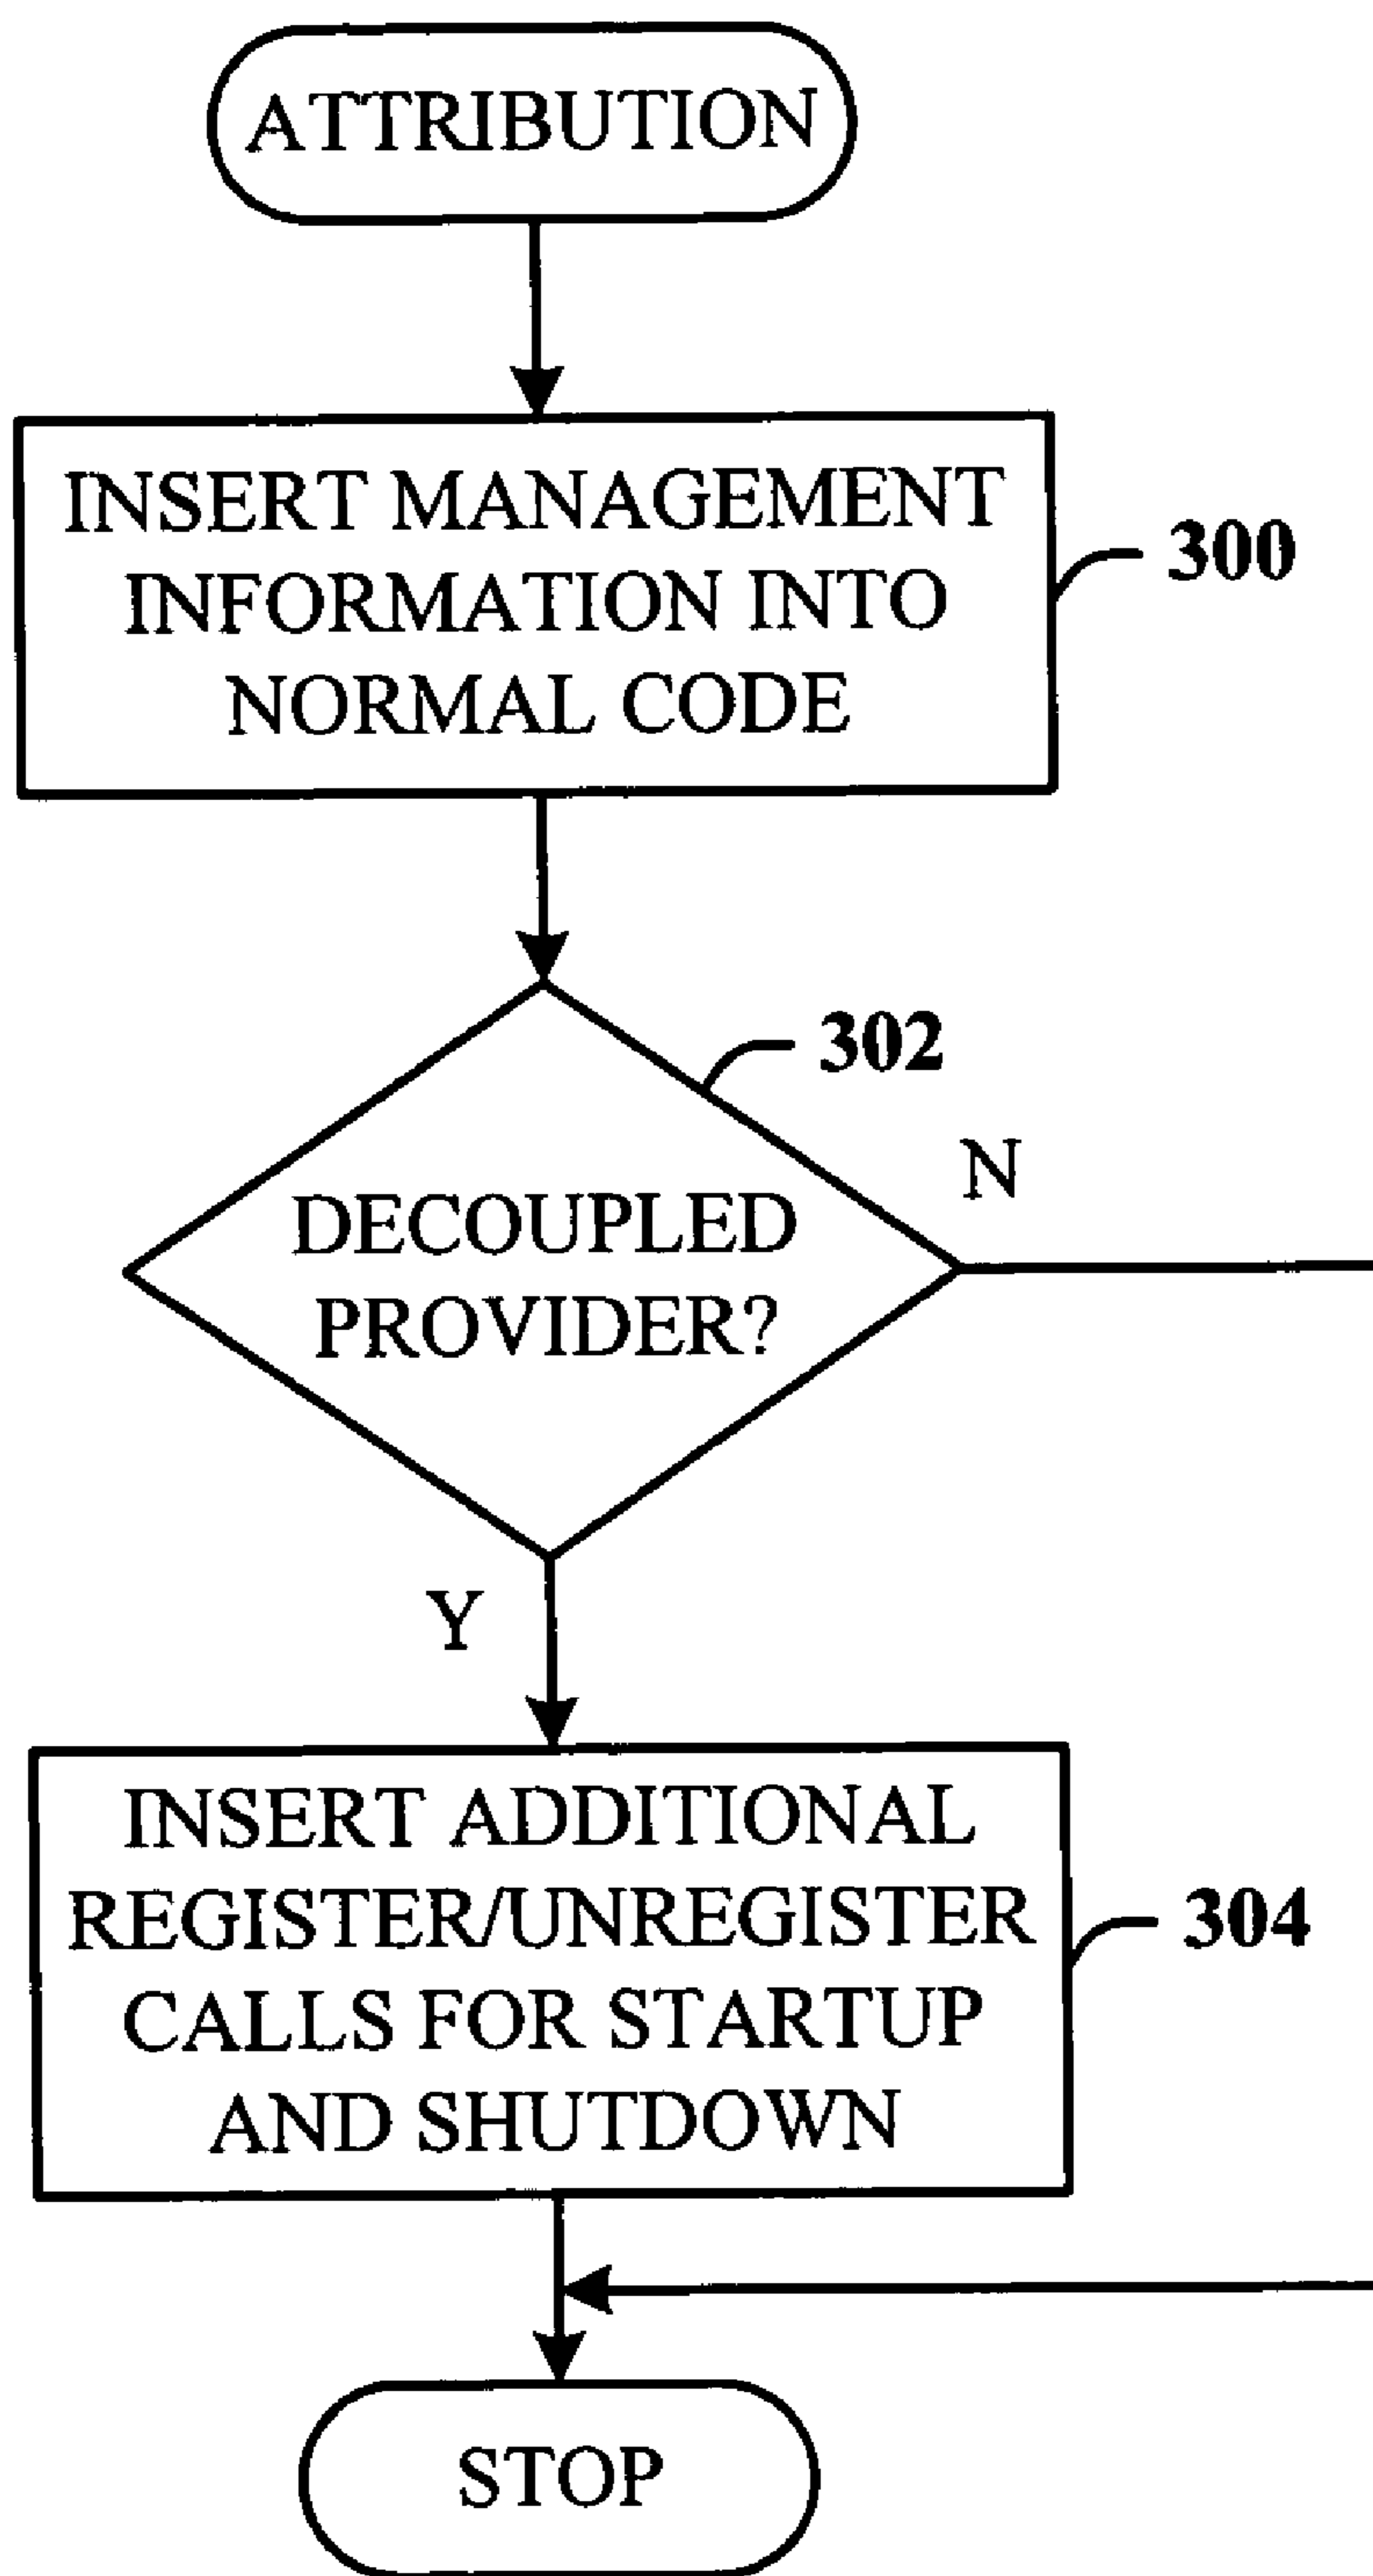 ATTRIBUTION
INSERT MANAGEMENT
INFORMATION INTO
NORMAL CODE
300
302
DECOUPLED
PROVIDER?
N
Y
INSERT ADDITIONAL
REGISTER/UNREGISTER
CALLS FOR STARTUP
AND SHUTDOWN
304
STOP